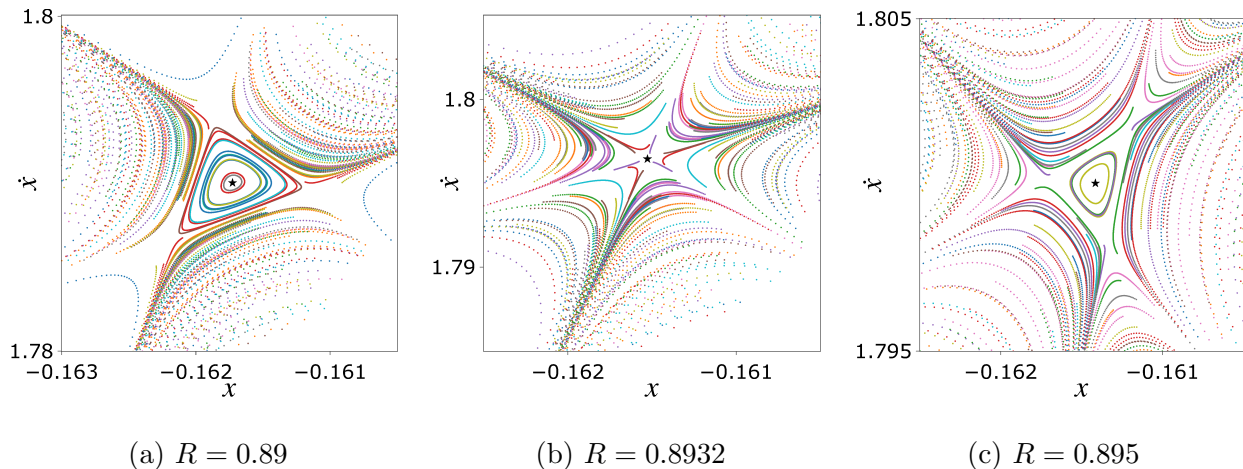 1.8
1.78
ẋ
−0.163
−0.162
−0.161
x
(a) R = 0.89
1.8
1.79
ẋ
−0.162
−0.161
x
(b) R = 0.8932
1.805
1.795
ẋ
−0.162
−0.161
x
(c) R = 0.895